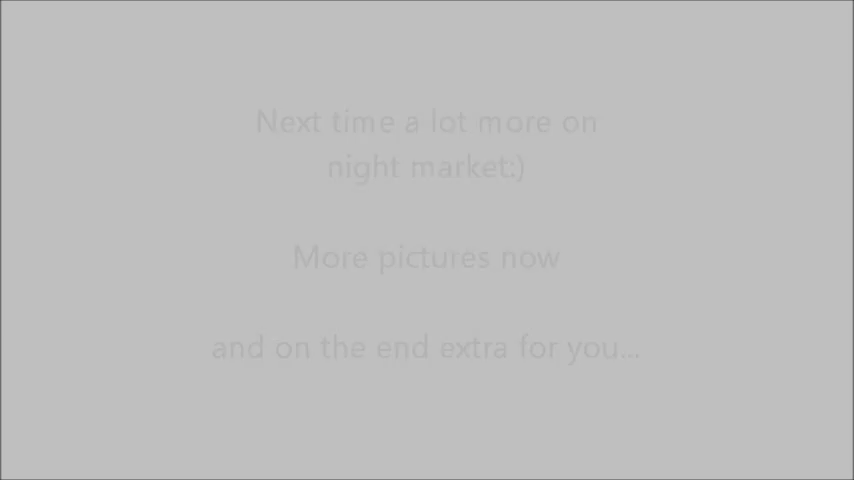 Next time a lot more on
night market:)
More pictures now
and on the end extra for you...